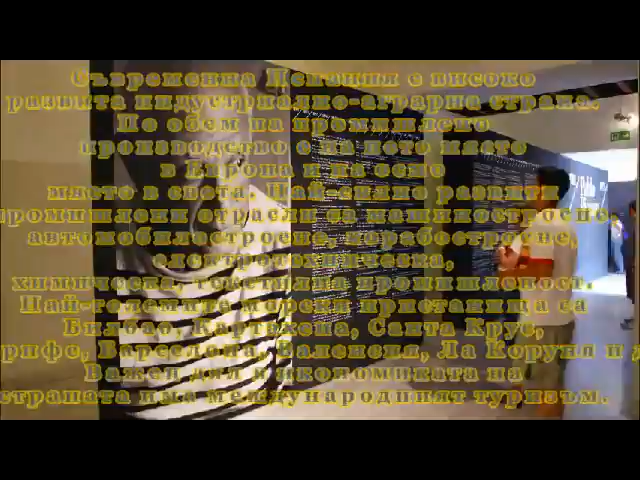 Съвременна Испания е високо
развита индустриално-аграрна страна.
По обем на промишлено
производство е на пето място
в Европа и на осмо
място в света. Най-силно развити
промишлени отрасли са машиностроене,
автомобилостроене, корабостроене,
електротехническа,
химическа, текстилна промишленост.
Най-големите морски пристанища са
Билбао, Картахена, Санта Крус,
Барселона, Валенсия, Ла Коруня и
Важен дял в икономиката на
страната има международният туризъм.